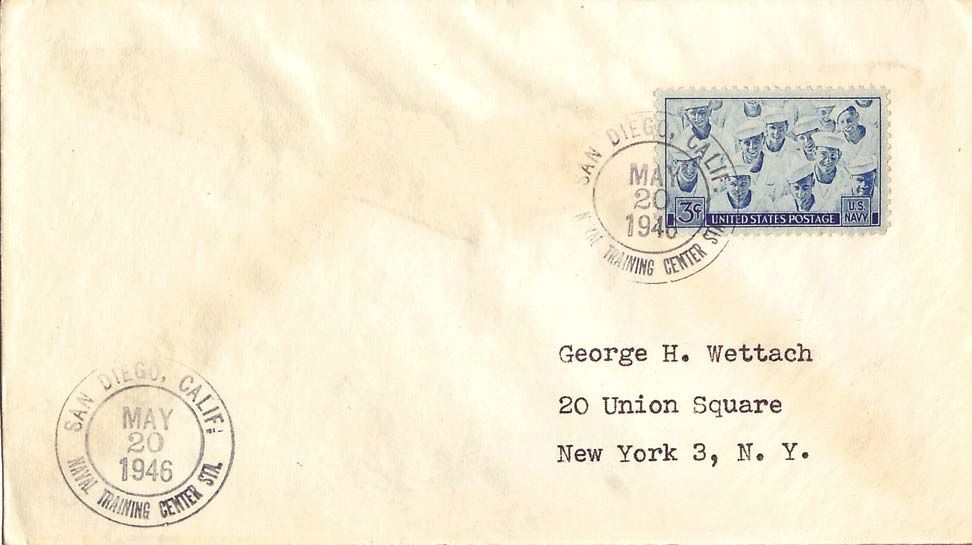 SAN DIEGO, CALIF.
MAY
20
1946
NAVAL TRAINING CENTER STA.
3¢
UNITED STATES POSTAGE
U.S.
NAVY
George H. Wettach
20 Union Square
New York 3, N. Y.
SAN DIEGO, CALIF.
MAY
20
1946
NAVAL TRAINING CENTER STA.